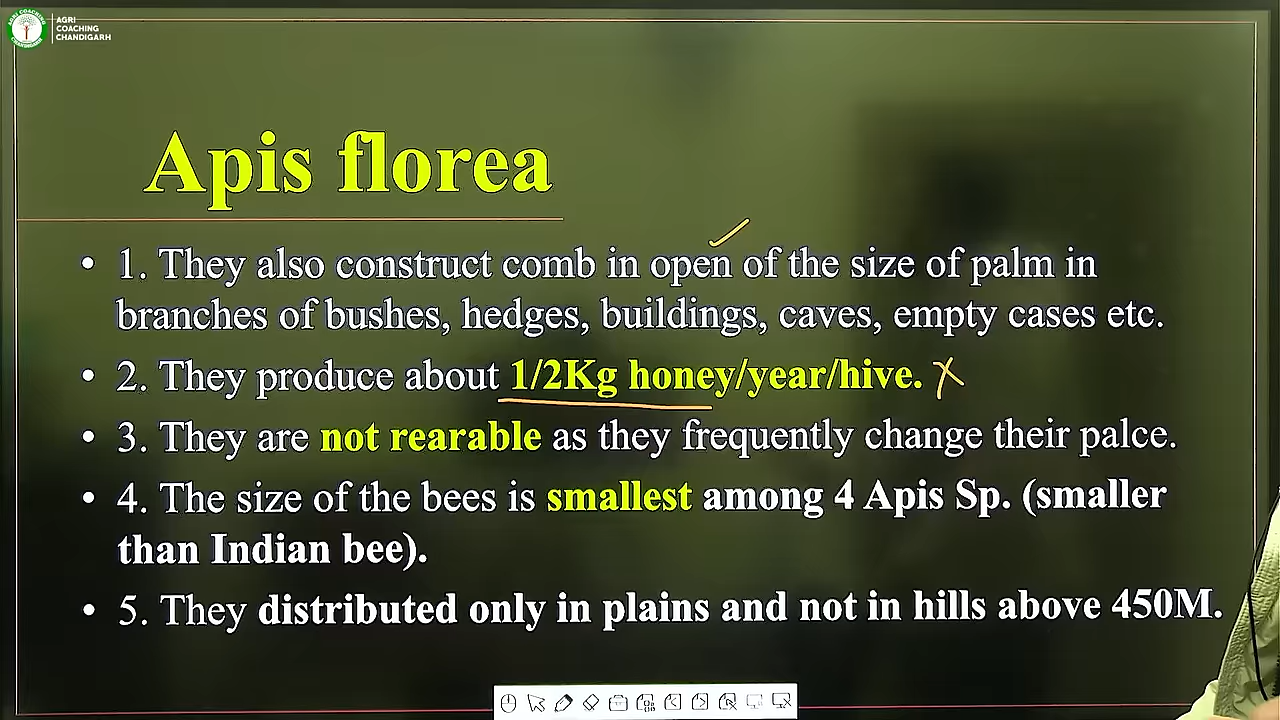 AGRI
COACHING
CHANDIGARH
Apis florea
• 1. They also construct comb in open of the size of palm in
branches of bushes, hedges, buildings, caves, empty cases etc.
• 2. They produce about 1/2Kg honey/year/hive.
• 3. They are not rearable as they frequently change their palce.
• 4. The size of the bees is smallest among 4 Apis Sp. (smaller
than Indian bee).
• 5. They distributed only in plains and not in hills above 450M.